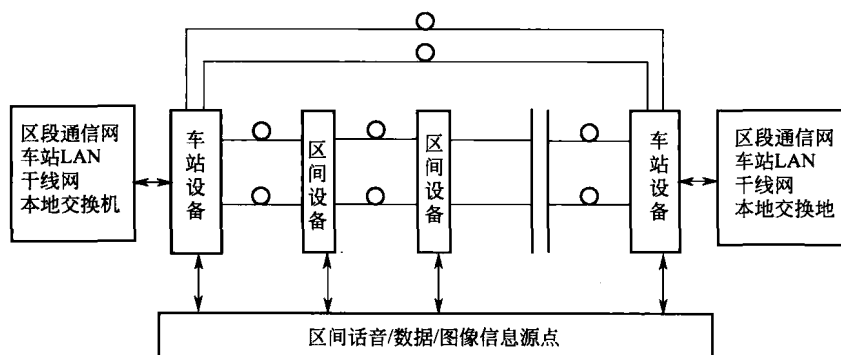 区段通信网
车站LAN
干线网
本地交换机
车站设备
区间设备
区间设备
车站设备
区段通信网
车站LAN
干线网
本地交换地
区间话音/数据/图像信息源点